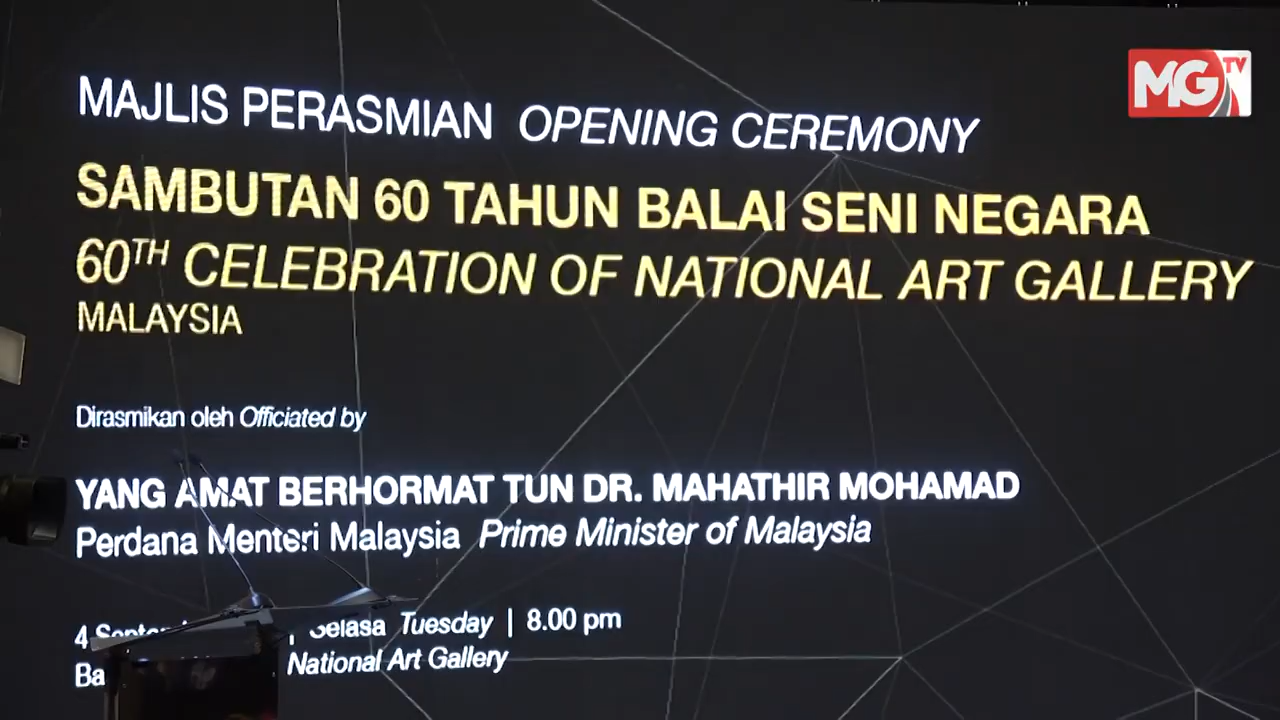 MG TV
MAJLIS PERASMIAN OPENING CEREMONY
SAMBUTAN 60 TAHUN BALAI SENI NEGARA
60TH CELEBRATION OF NATIONAL ART GALLERY
MALAYSIA
Dirasmikan oleh Officiated by
YANG AMAT BERHORMAT TUN DR. MAHATHIR MOHAMAD
Perdana Menteri Malaysia Prime Minister of Malaysia
4 | Selasa Tuesday | 8.00 pm
National Art Gallery